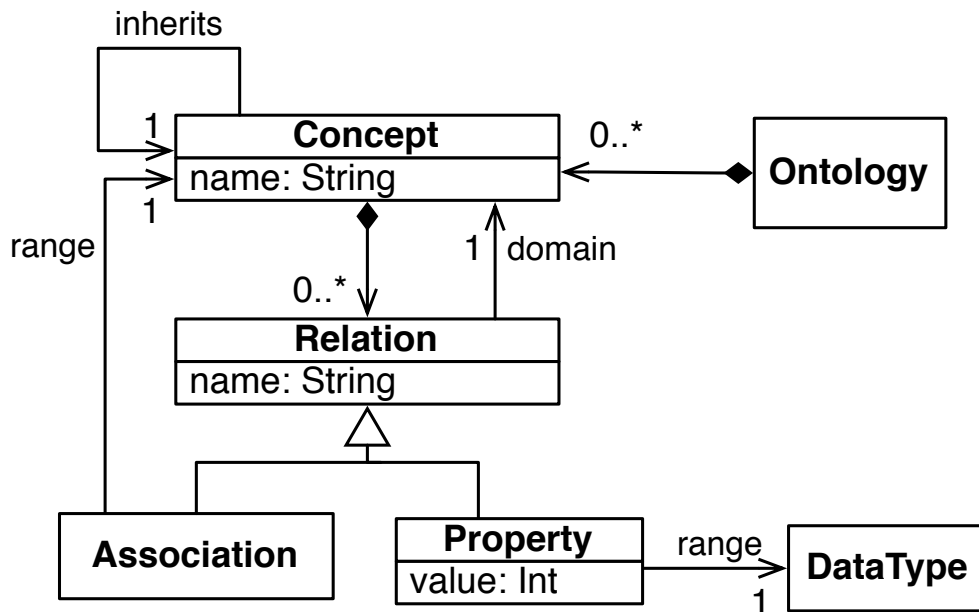 inherits
1
Concept
name: String
0..*
Ontology
1
range
1
domain
0..*
Relation
name: String
Association
Property
value: Int
range
1
DataType